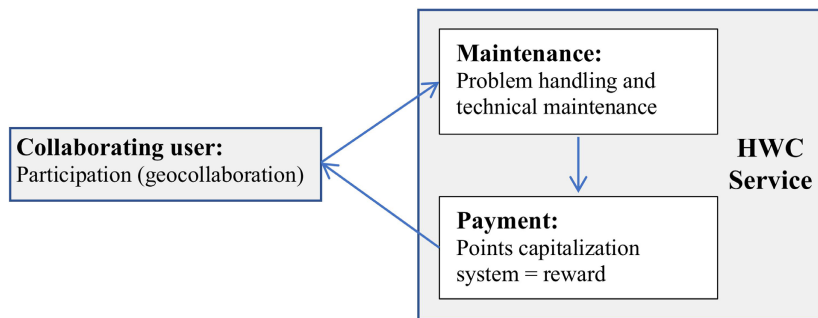 Maintenance:
Problem handling and
technical maintenance
Collaborating user:
Participation (geocollaboration)
HWC
Service
Payment:
Points capitalization
system = reward